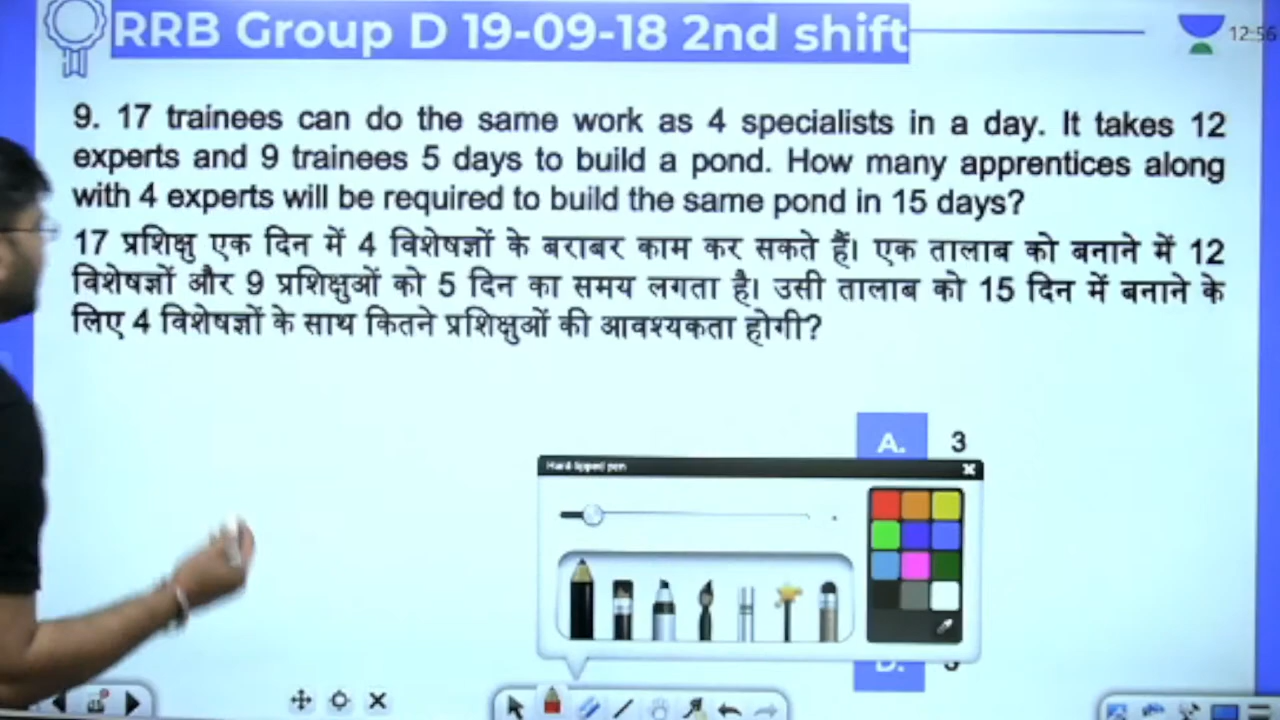 RRB Group D 19-09-18 2nd shift
12:56
9. 17 trainees can do the same work as 4 specialists in a day. It takes 12
experts and 9 trainees 5 days to build a pond. How many apprentices along
with 4 experts will be required to build the same pond in 15 days?
17 प्रशिक्षु एक दिन में 4 विशेषज्ञों के बराबर काम कर सकते हैं। एक तालाब को बनाने में 12
विशेषज्ञों और 9 प्रशिक्षुओं को 5 दिन का समय लगता है। उसी तालाब को 15 दिन में बनाने के
लिए 4 विशेषज्ञों के साथ कितने प्रशिक्षुओं की आवश्यकता होगी?
A. 3
Hard tipped pen
D.